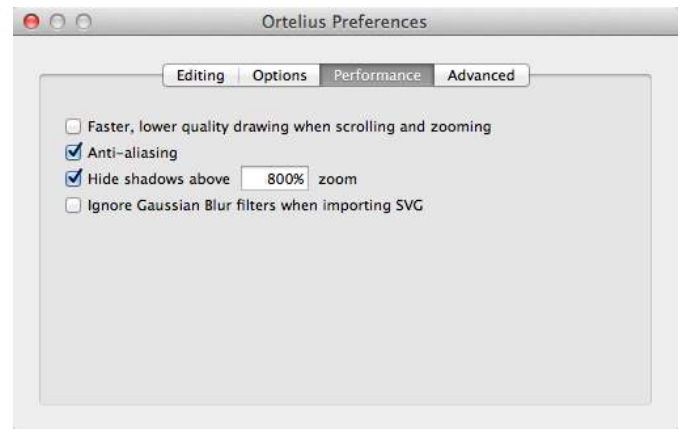 Ortelius Preferences
Editing Options Performance Advanced
Faster, lower quality drawing when scrolling and zooming
Anti-aliasing
Hide shadows above 800% zoom
Ignore Gaussian Blur filters when importing SVG